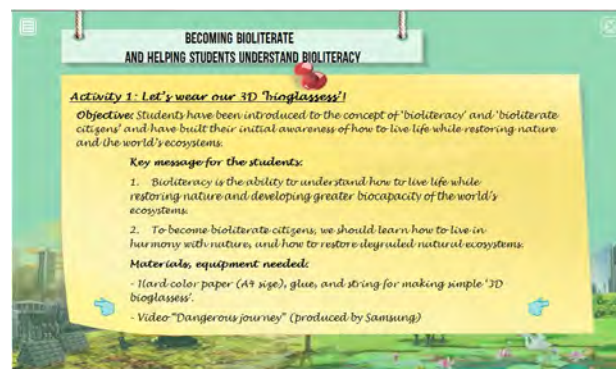 BECOMING BIOLITERATE
AND HELPING STUDENTS UNDERSTAND BIOLITERACY
Activity 1: Let's wear our 3D 'bioglassess'!
Objective: Students have been introduced to the concept of 'bioliteracy' and 'bioliterate
citizens' and have built their initial awareness of how to live life while restoring nature
and the world's ecosystems.
Key message for the students:
1. Bioliteracy is the ability to understand how to live life while
restoring nature and developing greater biocapacity of the world's
ecosystems.
2. To become bioliterate citizens, we should learn how to live in
harmony with nature, and how to restore degraded natural ecosystems.
Materials, equipment needed:
- Hard color paper (A4 size), glue, and string for making simple '3D
bioglassess'.
- Video "Dangerous journey" (produced by Samsung)